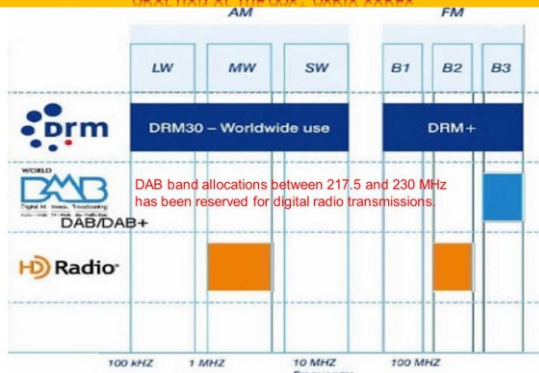 AM FM
LW MW SW B1 B2 B3
Drm
DRM30 – Worldwide use
DRM+
WORLD
DMB
DAB band allocations between 217.5 and 230 MHz
has been reserved for digital radio transmissions.
DAB/DAB+
HD Radio
100 kHZ 1 MHZ 10 MHZ 100 MHZ